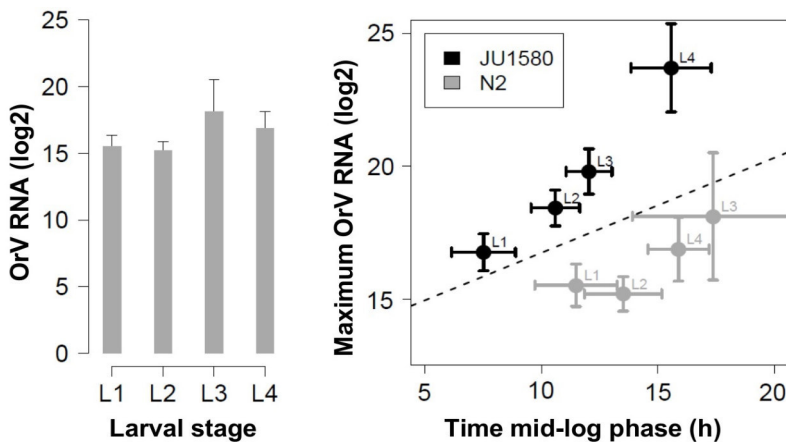 OrV RNA (log2)
25
20
15
10
5
0
L1 L2 L3 L4
Larval stage
Maximum OrV RNA (log2)
25
20
15
JU1580
N2
L4
L3
L2
L1
L3
L4
L1
L2
5 10 15 20
Time mid-log phase (h)